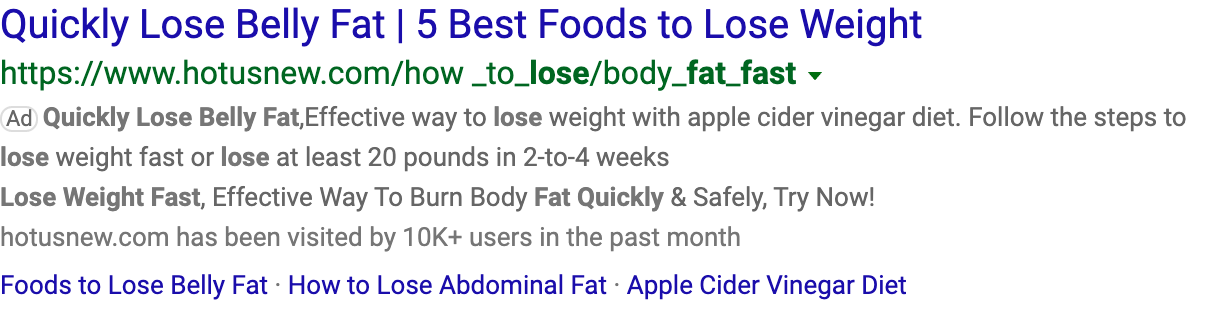 Quickly Lose Belly Fat | 5 Best Foods to Lose Weight
https://www.hotusnew.com/how _to_lose/body_fat_fast
Ad Quickly Lose Belly Fat,Effective way to lose weight with apple cider vinegar diet. Follow the steps to
lose weight fast or lose at least 20 pounds in 2-to-4 weeks
Lose Weight Fast, Effective Way To Burn Body Fat Quickly & Safely, Try Now!
hotusnew.com has been visited by 10K+ users in the past month
Foods to Lose Belly Fat · How to Lose Abdominal Fat · Apple Cider Vinegar Diet